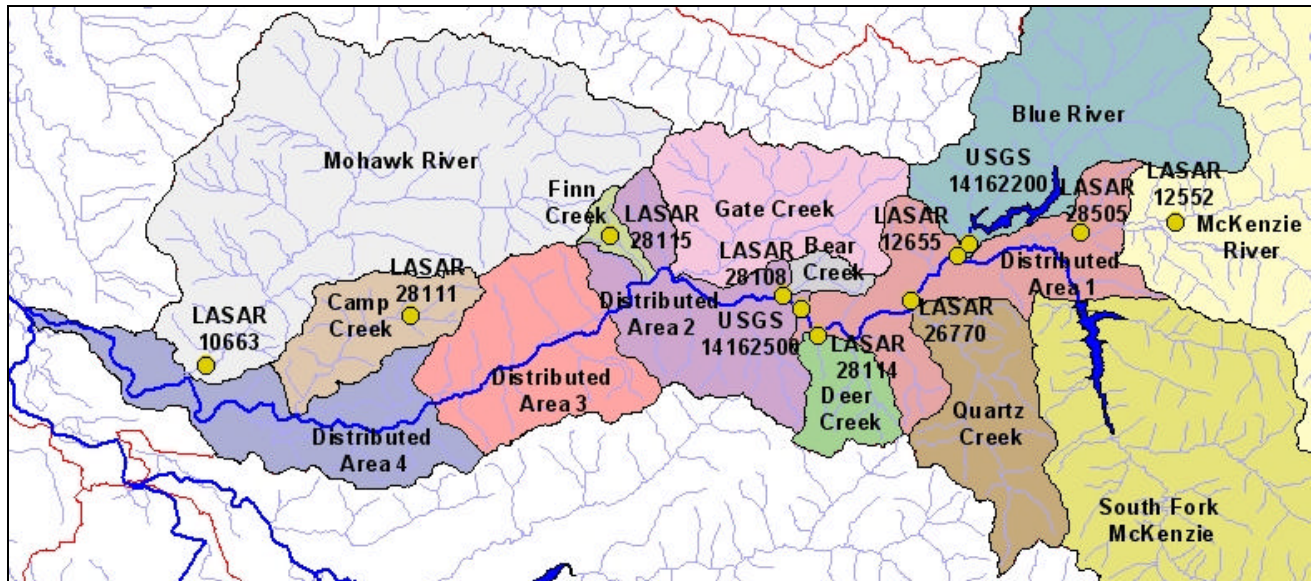 Blue River
USGS
14162200
LASAR
28505
LASAR
12552
McKenzie
River
Mohawk River
Finn
Creek
LASAR
28115
Gate Creek
LASAR
12655
LASAR
28108
Bear
Creek
Distributed
Area 1
Camp
Creek
LASAR
28111
LASAR
10663
Distributed
Area 2
USGS
14162500
LASAR
26770
LASAR
28114
Distributed
Area 3
Deer
Creek
Quartz
Creek
Distributed
Area 4
South Fork
McKenzie